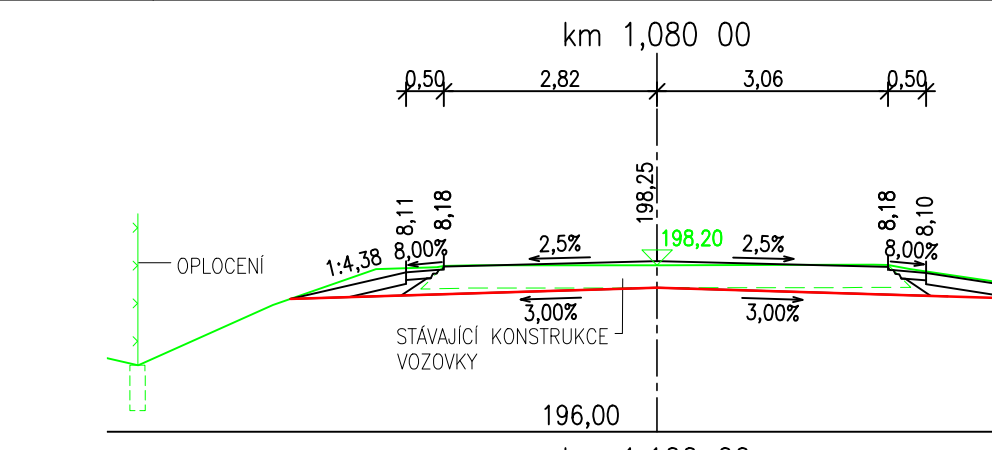 km 1,080 00
0,50 2,82 3,06 0,50
198,25
8,11 8,18 8,18 8,10
198,20
1:4,38 8,00% 2,5% 2,5% 8,00%
OPLOCENÍ
3,00% 3,00%
STÁVAJÍCÍ KONSTRUKCE
VOZOVKY
196,00